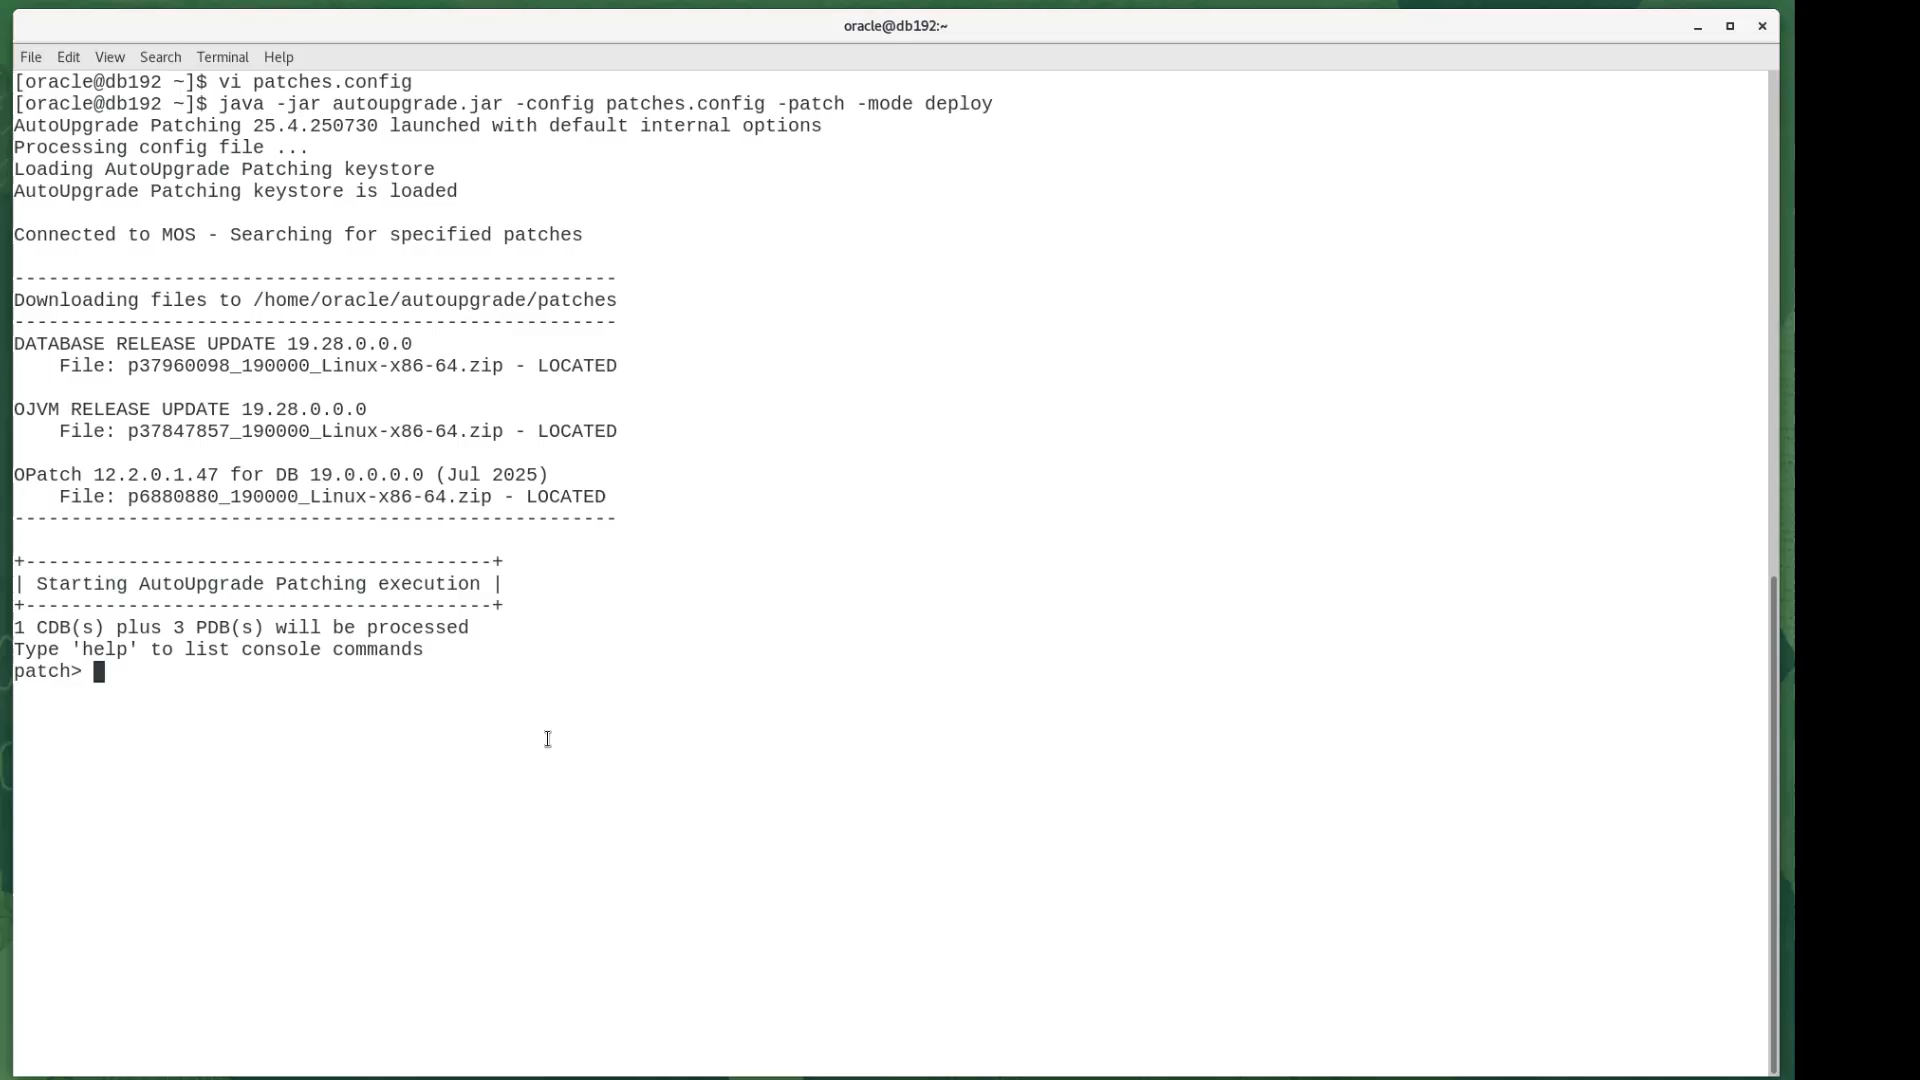 oracle@db192:~
File Edit View Search Terminal Help
[oracle@db192 ~]$ vi patches.config
[oracle@db192 ~]$ java -jar autoupgrade.jar -config patches.config -patch -mode deploy
AutoUpgrade Patching 25.4.250730 launched with default internal options
Processing config file ...
Loading AutoUpgrade Patching keystore
AutoUpgrade Patching keystore is loaded
Connected to MOS - Searching for specified patches
-----------------------------------------------------
Downloading files to /home/oracle/autoupgrade/patches
-----------------------------------------------------
DATABASE RELEASE UPDATE 19.28.0.0.0
    File: p37960098_190000_Linux-x86-64.zip - LOCATED
OJVM RELEASE UPDATE 19.28.0.0.0
    File: p37847857_190000_Linux-x86-64.zip - LOCATED
OPatch 12.2.0.1.47 for DB 19.0.0.0.0 (Jul 2025)
    File: p6880880_190000_Linux-x86-64.zip - LOCATED
-----------------------------------------------------
+-----------------------------------------+
| Starting AutoUpgrade Patching execution |
+-----------------------------------------+
1 CDB(s) plus 3 PDB(s) will be processed
Type 'help' to list console commands
patch>